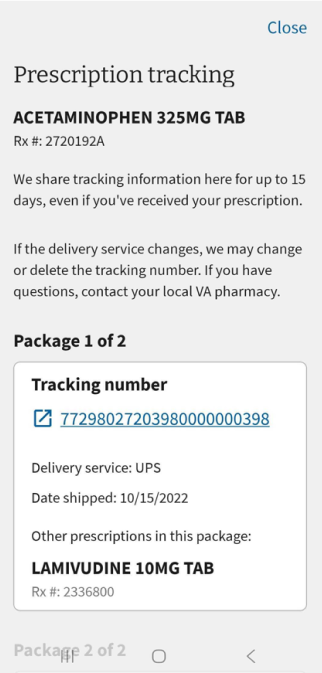 Close
Prescription tracking
ACETAMINOPHEN 325MG TAB
Rx #: 2720192A
We share tracking information here for up to 15
days, even if you've received your prescription.
If the delivery service changes, we may change
or delete the tracking number. If you have
questions, contact your local VA pharmacy.
Package 1 of 2
Tracking number
77298027203980000000398
Delivery service: UPS
Date shipped: 10/15/2022
Other prescriptions in this package:
LAMIVUDINE 10MG TAB
Rx #: 2336800
Package 2 of 2